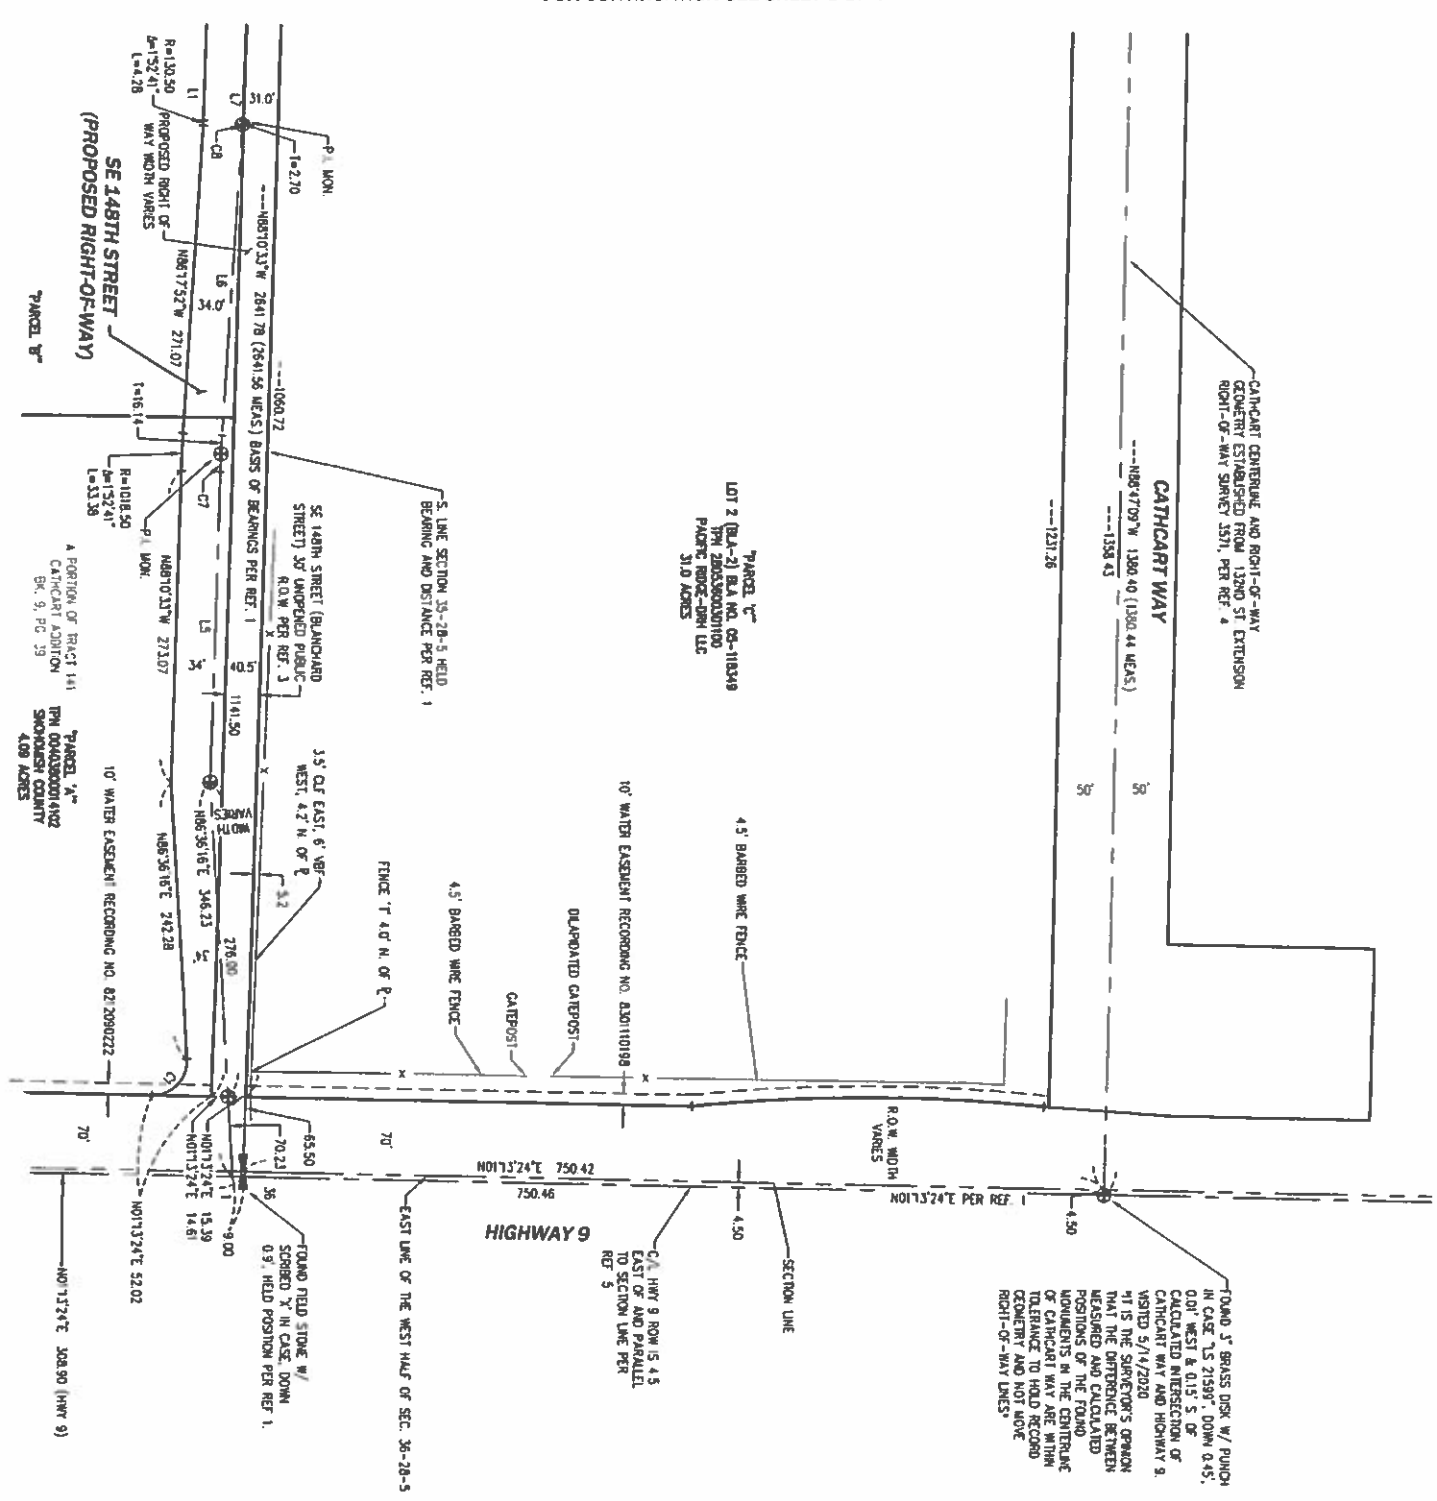 CATHCART CENTERLINE AND RIGHT-OF-WAY
GEOMETRY ESTABLISHED FROM 132ND ST. EXTENSION
RIGHT-OF-WAY SURVEY 3571, PER REF. 4
CATHCART WAY
N88°47'09"W 1380.40 (1380.44 MEAS.)
1358.43
1231.26
50'
50'
"PARCEL 'C'"
LOT 2 (BLA-2) BLA NO. 05-118349
TPN 28053600301100
PACIFIC RIDGE-DRH LLC
31.0 ACRES
S. LINE SECTION 35-28-5 HELD
BEARING AND DISTANCE PER REF. 1
SE 148TH STREET (BLANCHARD
STREET) 30' UNOPENED PUBLIC
R.O.W. PER REF. 3
P.I. MON.
T=2.70
31.0'
L7
C8
L1
R=130.50
Δ=1°52'41"
L=4.28
PROPOSED RIGHT OF
WAY WIDTH VARIES
SE 148TH STREET
(PROPOSED RIGHT-OF-WAY)
N88°10'33"W 2641.78 (2641.56 MEAS.) BASIS OF BEARINGS PER REF. 1
1060.72
L6
34.0'
N86°17'52"W 271.07
"PARCEL 'B'"
T=16.14
R=1018.50
Δ=1°52'41"
L=33.38
C7
P.I. MON.
N88°10'33"W 273.07
L5
34'
40.5'
1141.50
A PORTION OF TRACT 141
CATHCART ADDITION
BK. 9, PG 39
"PARCEL 'A'"
TPN 00403800014102
SNOHOMISH COUNTY
4.09 ACRES
3.5' CLF EAST, 6' VBF
WEST, 4.2' N. OF PL
WIDTH
VARIES
N86°36'16"E 346.23
N86°36'16"E 242.28
34'
5.2
276.00
10' WATER EASEMENT RECORDING NO. 8212090222
FENCE 'T' 4.0' N. OF PL
4.5' BARBED WIRE FENCE
GATEPOST
DILAPIDATED GATEPOST
10' WATER EASEMENT RECORDING NO. 8301110198
4.5' BARBED WIRE FENCE
R.O.W. WIDTH
VARIES
C1
70'
70'
65.50
70.23
N01°13'24"E 15.39
N01°13'24"E 14.61
N01°13'24"E 52.02
N01°13'24"E 308.90 (HWY 9)
1
36
9.00
FOUND FIELD STONE W/
SCRIBED 'X' IN CASE, DOWN
0.9', HELD POSITION PER REF 1.
N01°13'24"E 750.42
750.46
HIGHWAY 9
EAST LINE OF THE WEST HALF OF SEC. 36-28-5
C/L HWY 9 ROW IS 4.5
EAST OF AND PARALLEL
TO SECTION LINE PER
REF 5
4.50
SECTION LINE
N01°13'24"E PER REF. 1
4.50
FOUND 3" BRASS DISK W/ PUNCH
IN CASE "LS 21599", DOWN 0.45',
0.01' WEST & 0.15' S. OF
CALCULATED INTERSECTION OF
CATHCART WAY AND HIGHWAY 9.
VISITED 5/14/2020
"IT IS THE SURVEYOR'S OPINION
THAT THE DIFFERENCE BETWEEN
MEASURED AND CALCULATED
POSITIONS OF THE FOUND
MONUMENTS IN THE CENTERLINE
OF CATHCART WAY ARE WITHIN
TOLERANCE TO HOLD RECORD
GEOMETRY AND NOT MOVE
RIGHT-OF-WAY LINES"